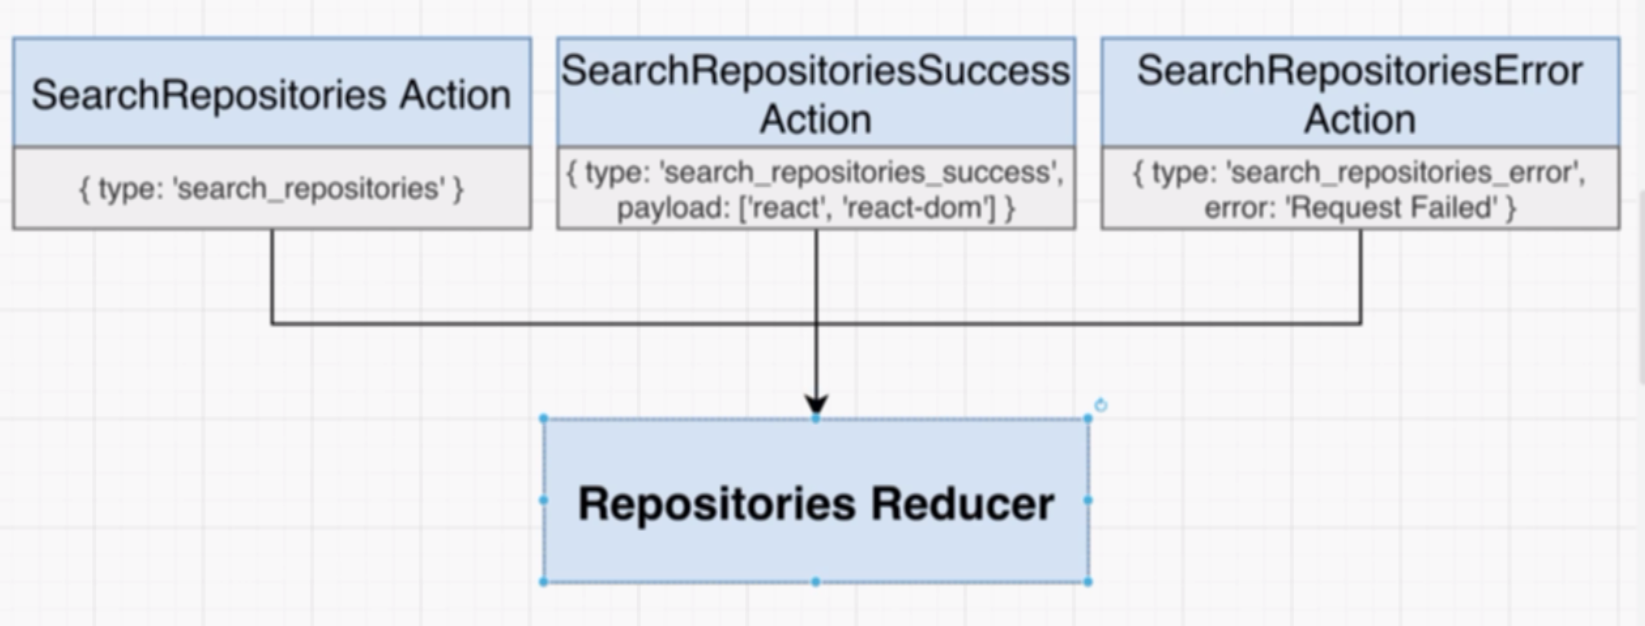 SearchRepositories Action
{ type: 'search_repositories' }
SearchRepositoriesSuccess
Action
{ type: 'search_repositories_success',
payload: ['react', 'react-dom'] }
SearchRepositoriesError
Action
{ type: 'search_repositories_error',
error: 'Request Failed' }
Repositories Reducer